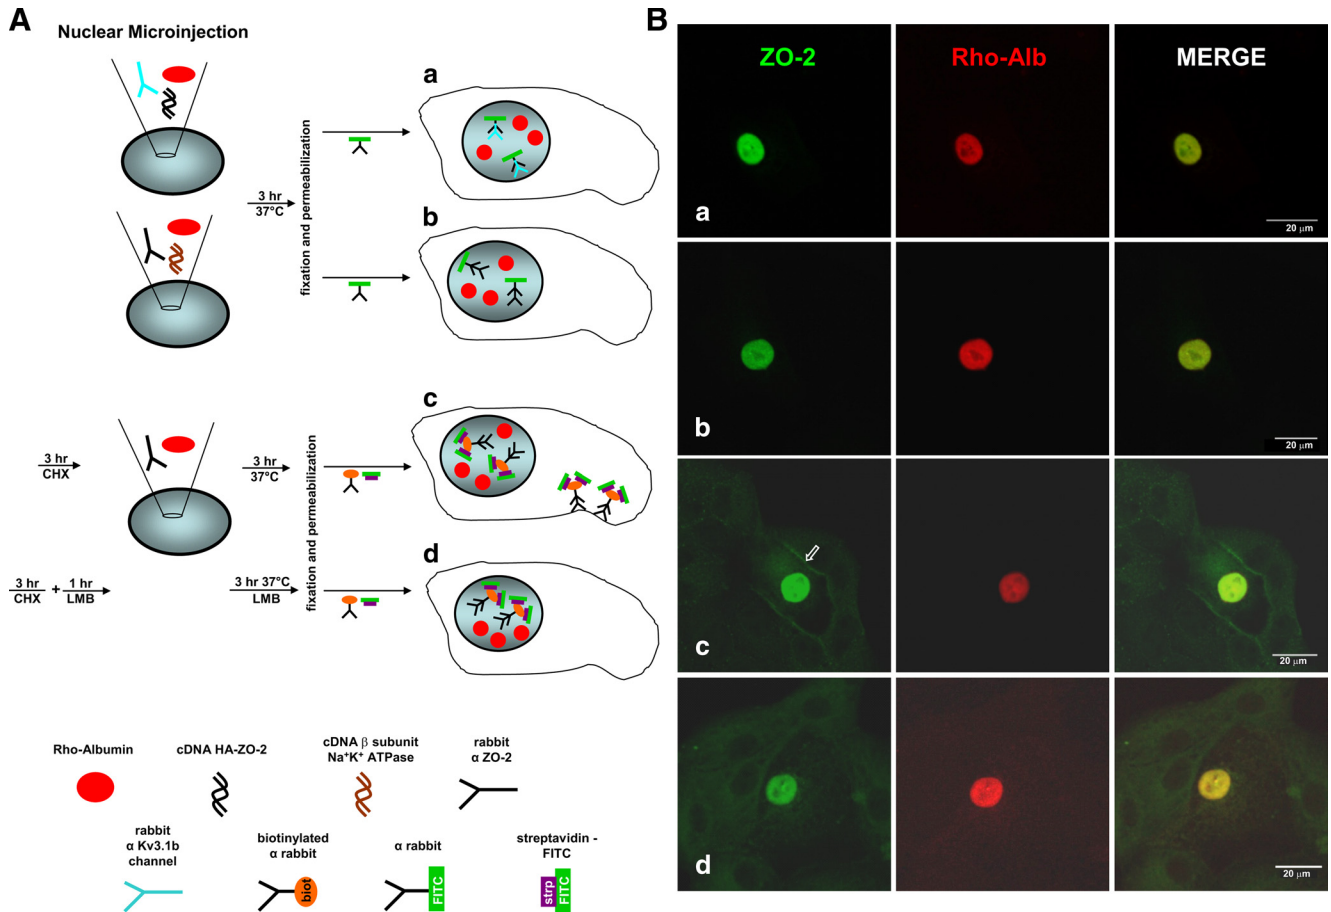 A
Nuclear Microinjection
3 hr
37°C
fixation and permeabilization
a
b
3 hr
CHX
3 hr
37°C
fixation and permeabilization
c
3 hr
CHX
+
1 hr
LMB
3 hr 37°C
LMB
d
Rho-Albumin
cDNA HA-ZO-2
cDNA β subunit
Na⁺K⁺ ATPase
rabbit
α ZO-2
rabbit
α Kv3.1b
channel
biotinylated
α rabbit
biot
α rabbit
FITC
streptavidin -
FITC
strp
FITC
B
ZO-2
Rho-Alb
MERGE
a
20 μm
b
20 μm
c
20 μm
d
20 μm